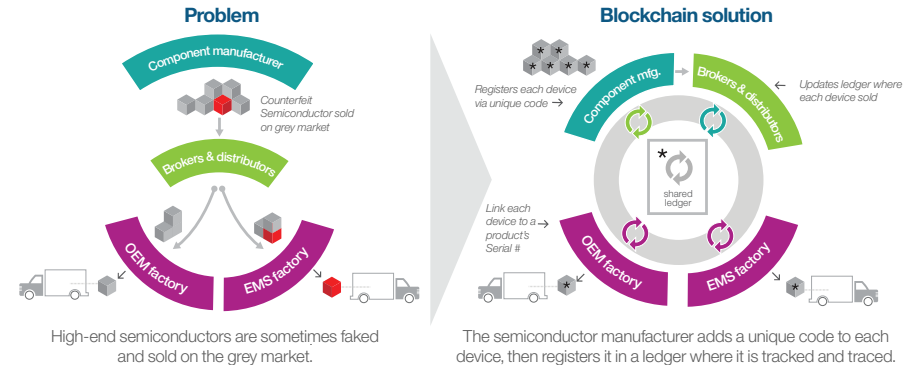 Problem
Component manufacturer
Counterfeit
Semiconductor sold
on grey market
Brokers & distributors
OEM factory
EMS factory
High-end semiconductors are sometimes faked
and sold on the grey market.
Blockchain solution
* * * * * *
Registers each device
via unique code →
Component mfg.
Brokers & distributors
Updates ledger where
each device sold
*
shared
ledger
Link each
device to a
product's
Serial #
OEM factory
EMS factory
*
*
The semiconductor manufacturer adds a unique code to each
device, then registers it in a ledger where it is tracked and traced.